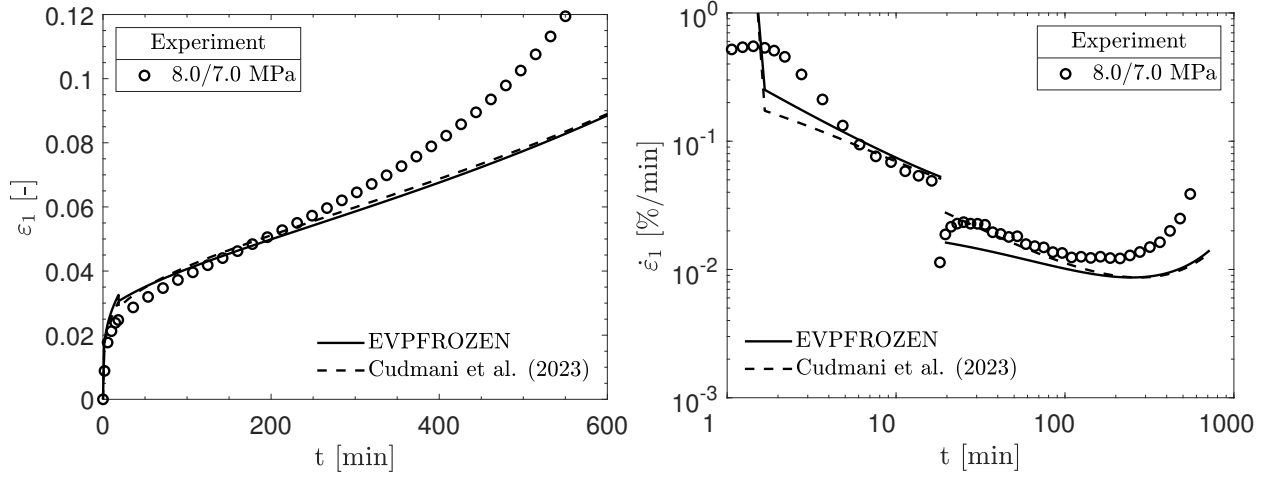 0.12
0.1
0.08
0.06
0.04
0.02
0
0
200
400
600
ε₁ [-]
t [min]
Experiment
8.0/7.0 MPa
EVPFROZEN
Cudmani et al. (2023)
10⁰
10⁻¹
10⁻²
10⁻³
1
10
100
1000
ε̇₁ [%/min]
t [min]
Experiment
8.0/7.0 MPa
EVPFROZEN
Cudmani et al. (2023)